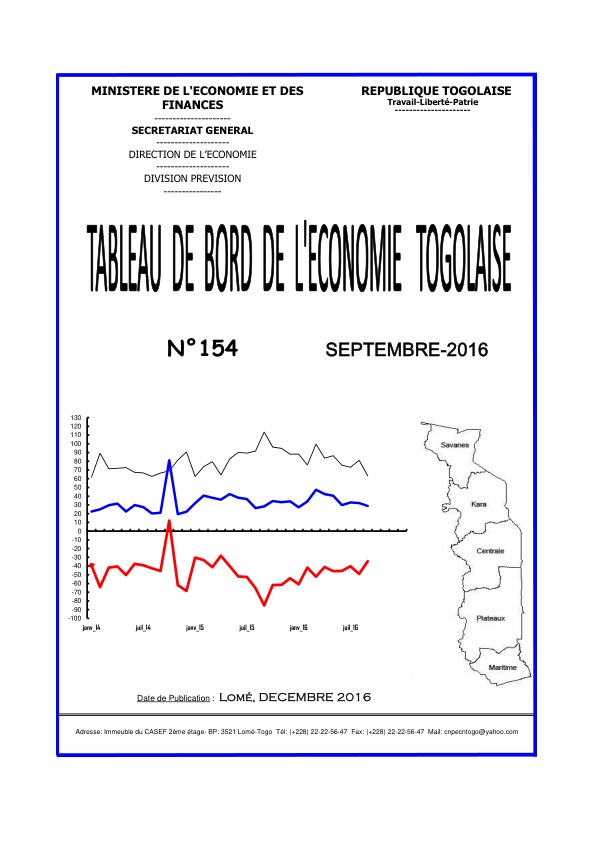 MINISTERE DE L'ECONOMIE ET DES
FINANCES
---------------------
SECRETARIAT GENERAL
--------------------
DIRECTION DE L’ECONOMIE
--------------------
DIVISION PREVISION
----------------
REPUBLIQUE TOGOLAISE
Travail-Liberté-Patrie
---------------------
TABLEAU DE BORD DE L'ECONOMIE TOGOLAISE
N°154
SEPTEMBRE-2016
130
120
110
100
90
80
70
60
50
40
30
20
10
0
-10
-20
-30
-40
-50
-60
-70
-80
-90
-100
janv_14 juil_14 janv_15 juil_15 janv_16 juil_16
Savanes
Kara
Centrale
Plateaux
Maritime
Date de Publication : LOMÉ, DECEMBRE 2016
Adresse: Immeuble du CASEF 2ème étage- BP: 3521 Lomé-Togo Tél: (+228) 22-22-56-47 Fax: (+228) 22-22-56-47 Mail: cnpecntogo@yahoo.com